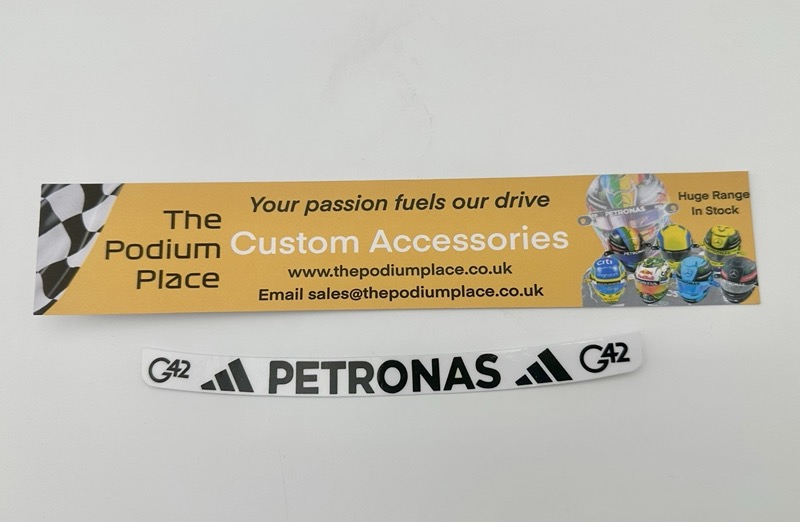 The
Podium
Place
Your passion fuels our drive
Custom Accessories
www.thepodiumplace.co.uk
Email sales@thepodiumplace.co.uk
Huge Range
In Stock
PETRONAS
citi
G42 PETRONAS G42